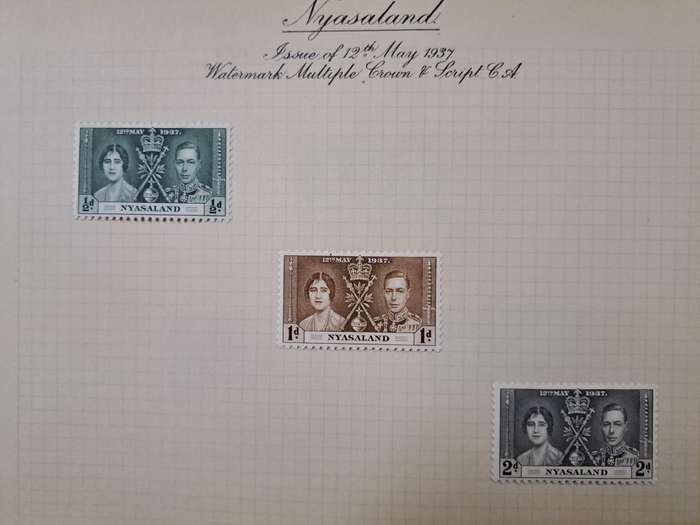 Nyasaland
Issue of 12th May 1937
Watermark Multiple Crown & Script C.A.
12TH MAY 1937.
½d. NYASALAND ½d.
12TH MAY 1937.
1d. NYASALAND 1d.
12TH MAY 1937.
2d. NYASALAND 2d.